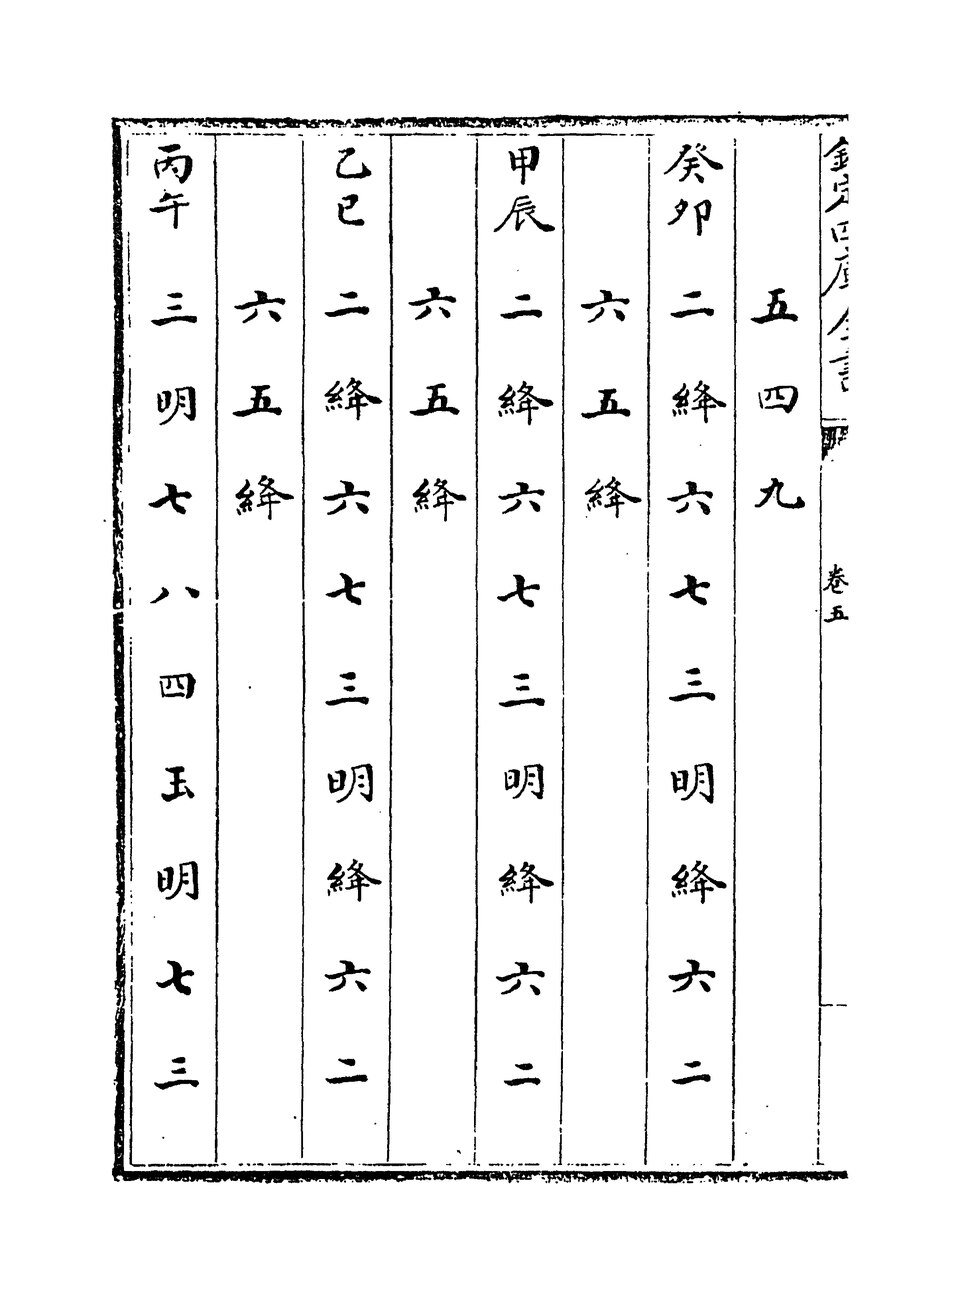 欽定四庫全書
卷五
五四九
癸卯二絳六七三明絳六二
六五絳
甲辰二絳六七三明絳六二
六五絳
乙巳二絳六七三明絳六二
六五絳
丙午三明七八四玉明七三